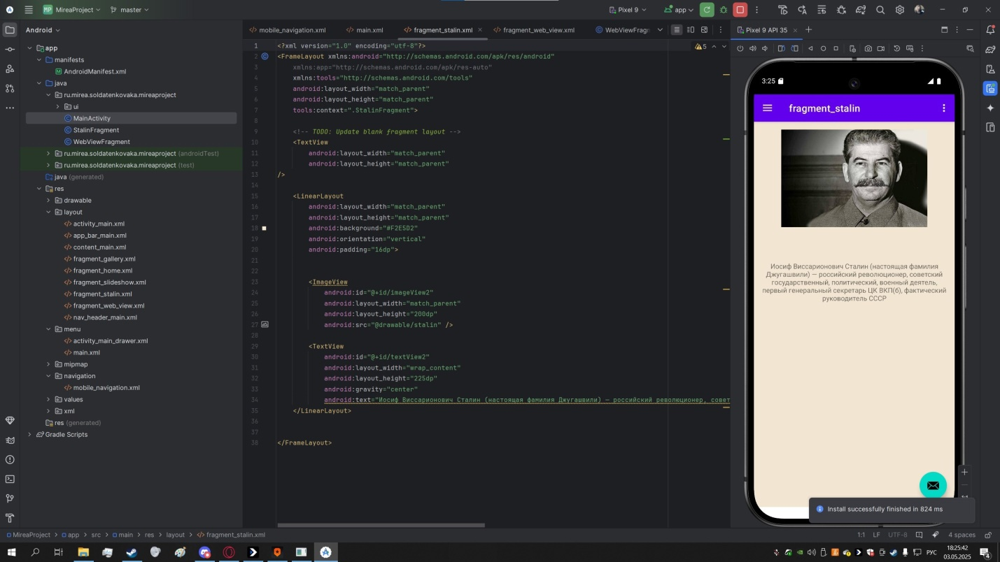 MP MireaProject
master
Pixel 9
app
Android
mobile_navigation.xml
main.xml
fragment_stalin.xml
fragment_web_view.xml
WebViewFragn
Pixel 9 API 35
app
manifests
AndroidManifest.xml
java
ru.mirea.soldatenkovaka.mireaproject
ui
MainActivity
StalinFragment
WebViewFragment
ru.mirea.soldatenkovaka.mireaproject (androidTest)
ru.mirea.soldatenkovaka.mireaproject (test)
java (generated)
res
drawable
layout
activity_main.xml
app_bar_main.xml
content_main.xml
fragment_gallery.xml
fragment_home.xml
fragment_slideshow.xml
fragment_stalin.xml
fragment_web_view.xml
nav_header_main.xml
menu
activity_main_drawer.xml
main.xml
mipmap
navigation
mobile_navigation.xml
values
xml
res (generated)
Gradle Scripts
5
1 <?xml version="1.0" encoding="utf-8"?>
2 <FrameLayout xmlns:android="http://schemas.android.com/apk/res/android"
3 xmlns:app="http://schemas.android.com/apk/res-auto"
4 xmlns:tools="http://schemas.android.com/tools"
5 android:layout_width="match_parent"
6 android:layout_height="match_parent"
7 tools:context=".StalinFragment">
8
9 <!-- TODO: Update blank fragment layout -->
10 <TextView
11 android:layout_width="match_parent"
12 android:layout_height="match_parent"
13 />
14
15 <LinearLayout
16 android:layout_width="match_parent"
17 android:layout_height="match_parent"
18 android:background="#F2E5D2"
19 android:orientation="vertical"
20 android:padding="16dp">
21
22
23 <ImageView
24 android:id="@+id/imageView2"
25 android:layout_width="match_parent"
26 android:layout_height="200dp"
27 android:src="@drawable/stalin" />
28
29 <TextView
30 android:id="@+id/textView2"
31 android:layout_width="wrap_content"
32 android:layout_height="225dp"
33 android:gravity="center"
34 android:text="Иосиф Виссарионович Сталин (настоящая фамилия Джугашвили) — российский революционер, совет
35 </LinearLayout>
36
37
38 </FrameLayout>
3:25
fragment_stalin
Иосиф Виссарионович Сталин (настоящая фамилия
Джугашвили) — российский революционер, советский
государственный, политический, военный деятель,
первый генеральный секретарь ЦК ВКП(б), фактический
руководитель СССР
Install successfully finished in 824 ms
MireaProject > app > src > main > res > layout > fragment_stalin.xml
1:1 LF UTF-8 4 spaces
РУС
18:25:42
03.05.2025
4